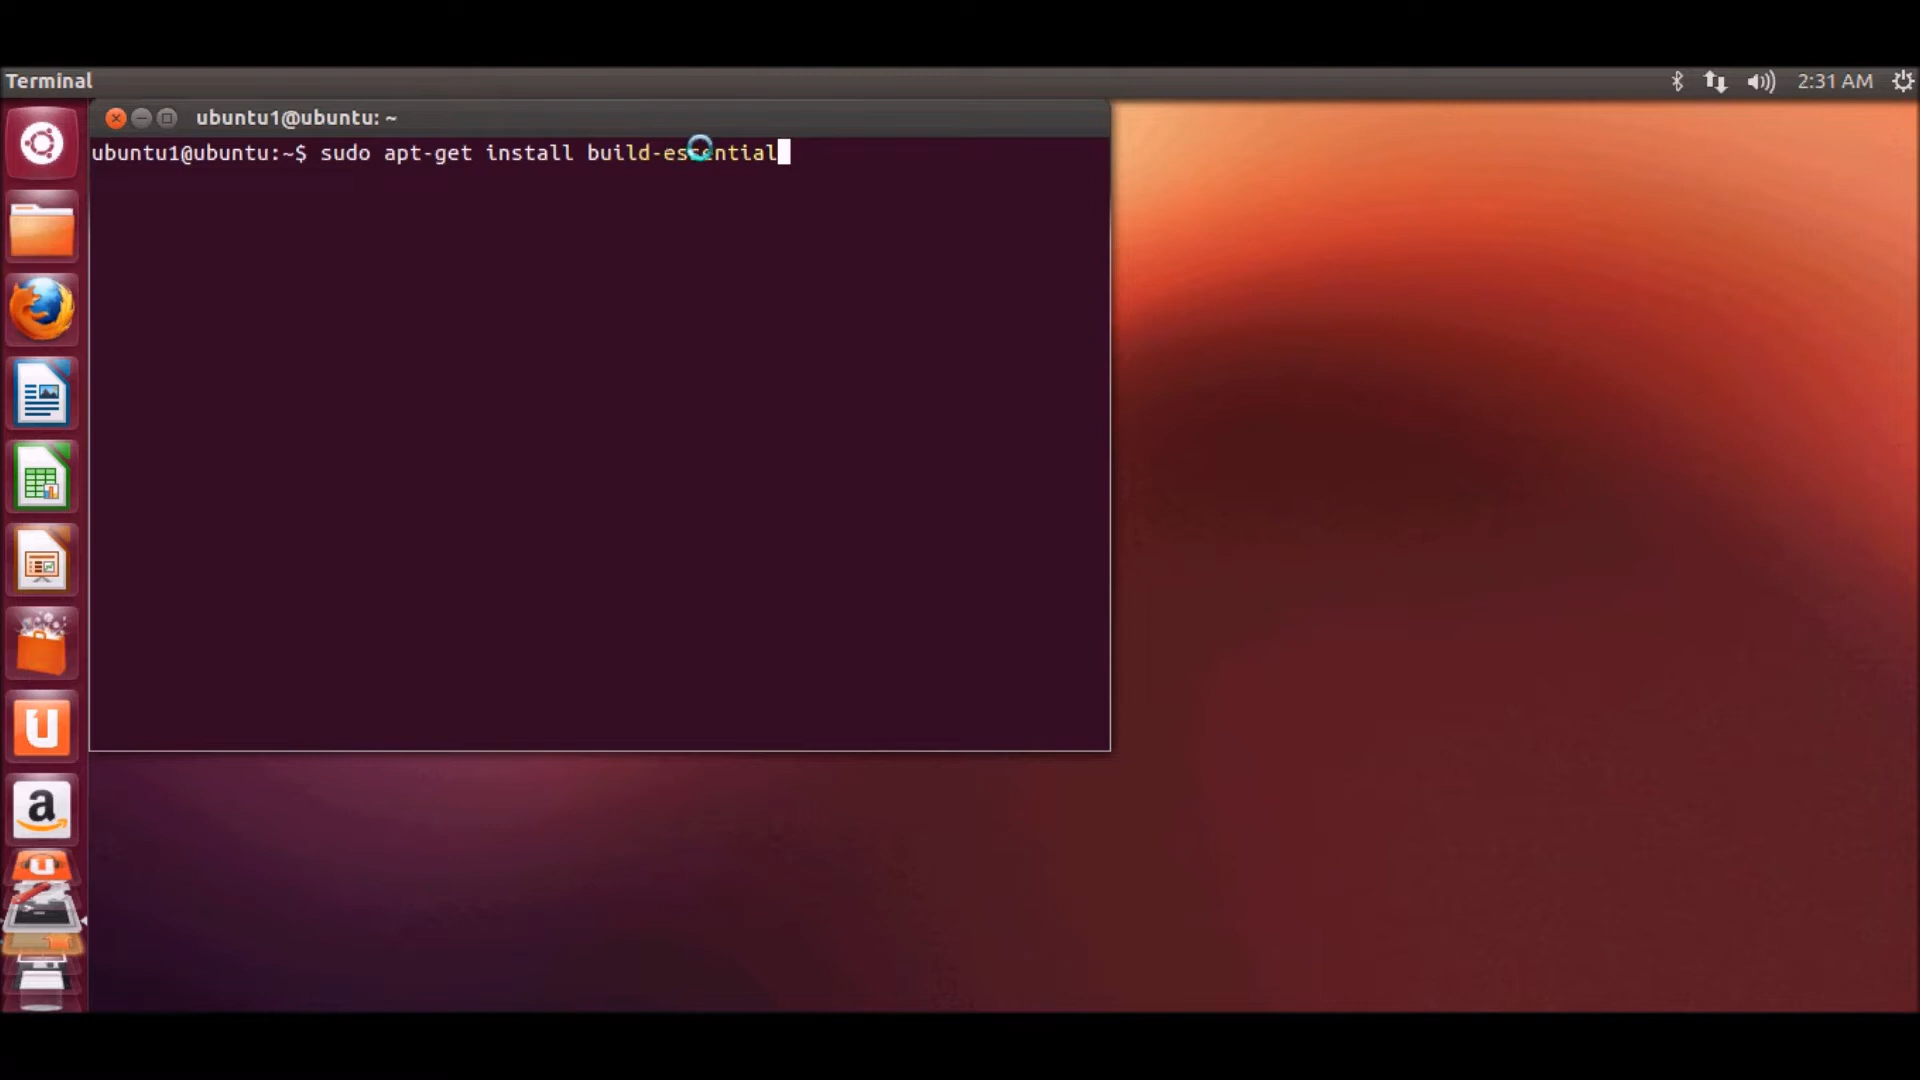 Terminal
2:31 AM
ubuntu1@ubuntu: ~
ubuntu1@ubuntu:~$ sudo apt-get install build-essential
U
a
U